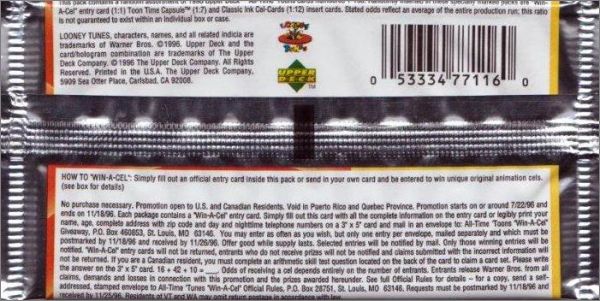 This pack contains a random assortment of 1996 Upper Deck
A-Cel" entry card (1:1) Toon Time Capsule™ (1:7) and Classic Ink Cel-Cards (1:12) insert cards. Stated odds reflect an average of the entire production run; this ratio
is not guaranteed to exist within an individual box or case.
LOONEY TUNES, characters, names, and all related indicia are
trademarks of Warner Bros. ©1996. Upper Deck and the
card/hologram combination are trademarks of The Upper
Deck Company. © 1996 The Upper Deck Company. All Rights
Reserved. Printed in the U.S.A. The Upper Deck Company,
5909 Sea Otter Place, Carlsbad, CA 92008.
LOONEY TUNES
UPPER DECK
TM
0 53334 77116 0
HOW TO "WIN-A-CEL": Simply fill out an official entry card inside this pack or send in your own card and be entered to win unique original animation cels.
(see box for details)
No purchase necessary. Promotion open to U.S. and Canadian Residents. Void in Puerto Rico and Quebec Province. Promotion starts on or around 7/22/96 and
ends on 11/18/96. Each package contains a "Win-A-Cel" entry card. Simply fill out this card with all the complete information on the entry card or legibly print your
name, age, complete address with zip code and day and nighttime telephone numbers on a 3" x 5" card and mail in an envelope to: All-Time 'Toons "Win-A-Cel"
Giveaway, P.O. Box 460653, St. Louis, MO 63146. You may enter as often as you wish, but only one entry per envelope, mailed separately and which must be
postmarked by 11/18/96 and received by 11/26/96. Offer good while supply lasts. Selected entries will be notified by mail. Only those winning entries will be
notified. "Win-A-Cel" entry cards will not be returned, entrants who do not receive prizes will not be notified and claims submitted with the incorrect information will
not be returned. If you are a Canadian resident, you must complete an arithmetic skill test question located on the back of the card to claim a card set. Please write
the answer on the 3" x 5" card. 16 + 42 ÷ 10 = ___. Odds of receiving a cel depends entirely on the number of entrants. Entrants release Warner Bros. from all
claims, demands and losses in connection with this promotion and the prizes awarded hereunder. See full Official Rules for details – for a copy, send a self-
addressed, stamped envelope to All-Time 'Tunes "Win-A-Cel" Official Rules, P.O. Box 28761, St. Louis, MO 63146. Requests must be postmarked by 11/18/96 and
received by 11/25/96. Residents of VT and WA may omit return postage in accordance with law.